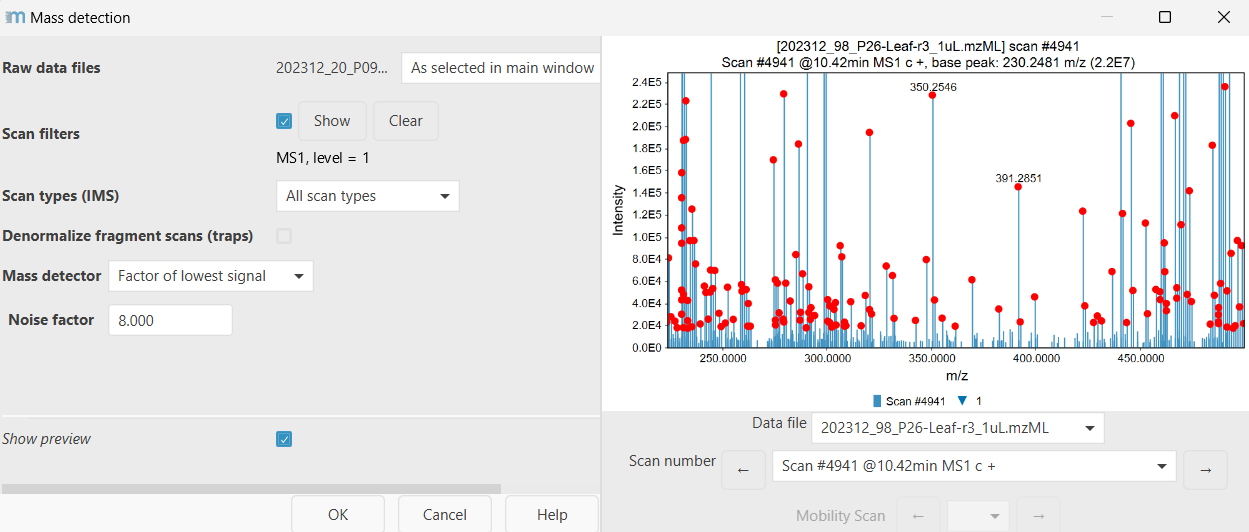 Mass detection
Raw data files
202312_20_P09...
As selected in main window
Scan filters
Show
Clear
MS1, level = 1
Scan types (IMS)
All scan types
Denormalize fragment scans (traps)
Mass detector
Factor of lowest signal
Noise factor
8.000
Show preview
OK
Cancel
Help
[202312_98_P26-Leaf-r3_1uL.mzML] scan #4941
Scan #4941 @10.42min MS1 c +, base peak: 230.2481 m/z (2.2E7)
2.4E5
2.2E5
2.0E5
1.8E5
1.6E5
1.4E5
1.2E5
1.0E5
8.0E4
6.0E4
4.0E4
2.0E4
0.0E0
Intensity
350.2546
391.2851
250.0000
300.0000
350.0000
400.0000
450.0000
m/z
Scan #4941
1
Data file
202312_98_P26-Leaf-r3_1uL.mzML
Scan number
←
Scan #4941 @10.42min MS1 c +
→
Mobility Scan
←
→